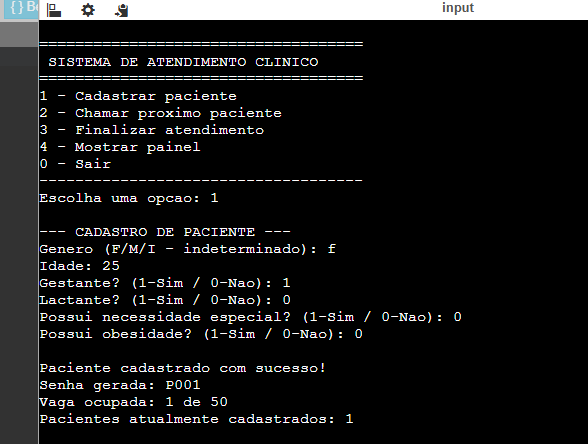 { } Be
input
====================================
SISTEMA DE ATENDIMENTO CLINICO
====================================
1 - Cadastrar paciente
2 - Chamar proximo paciente
3 - Finalizar atendimento
4 - Mostrar painel
0 - Sair
------------------------------------
Escolha uma opcao: 1
--- CADASTRO DE PACIENTE ---
Genero (F/M/I - indeterminado): f
Idade: 25
Gestante? (1-Sim / 0-Nao): 1
Lactante? (1-Sim / 0-Nao): 0
Possui necessidade especial? (1-Sim / 0-Nao): 0
Possui obesidade? (1-Sim / 0-Nao): 0
Paciente cadastrado com sucesso!
Senha gerada: P001
Vaga ocupada: 1 de 50
Pacientes atualmente cadastrados: 1